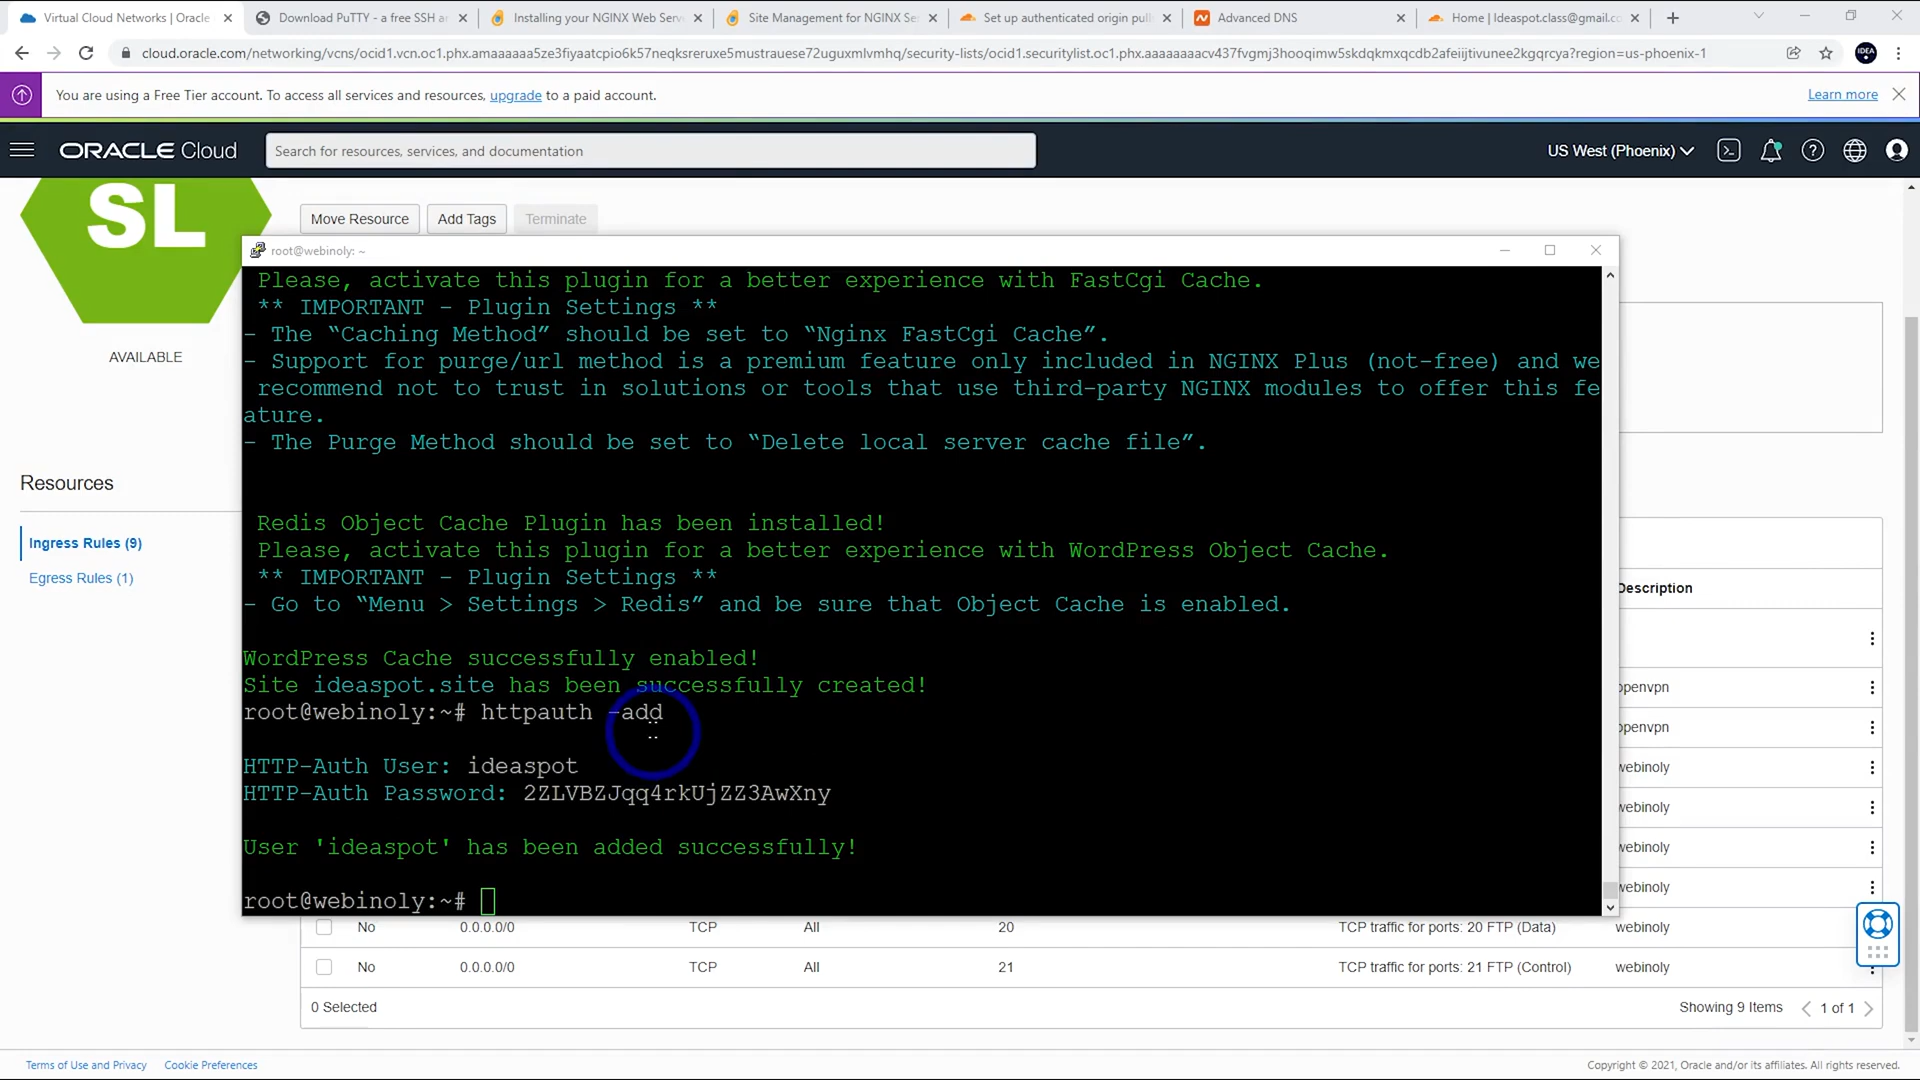 Virtual Cloud Networks | Oracle
Download PuTTY - a free SSH ar
Installing your NGINX Web Serv
Site Management for NGINX Se
Set up authenticated origin pull
Advanced DNS
Home | Ideaspot.class@gmail.co
cloud.oracle.com/networking/vcns/ocid1.vcn.oc1.phx.amaaaaaa5ze3fiyaatcpio6k57neqksreruxe5mustrauese72uguxmlvmhq/security-lists/ocid1.securitylist.oc1.phx.aaaaaaaacv437fvgmj3hooqimw5skdqkmxqcdb2afeiijtivunee2kgqrcya?region=us-phoenix-1
IDEA
You are using a Free Tier account. To access all services and resources, upgrade to a paid account.
Learn more
ORACLE Cloud
Search for resources, services, and documentation
US West (Phoenix)
SL
Move Resource
Add Tags
Terminate
AVAILABLE
root@webinoly: ~
Please, activate this plugin for a better experience with FastCgi Cache.
** IMPORTANT - Plugin Settings **
- The “Caching Method” should be set to “Nginx FastCgi Cache”.
- Support for purge/url method is a premium feature only included in NGINX Plus (not-free) and we
recommend not to trust in solutions or tools that use third-party NGINX modules to offer this fe
ature.
- The Purge Method should be set to “Delete local server cache file”.
Redis Object Cache Plugin has been installed!
Please, activate this plugin for a better experience with WordPress Object Cache.
** IMPORTANT - Plugin Settings **
- Go to “Menu > Settings > Redis” and be sure that Object Cache is enabled.
WordPress Cache successfully enabled!
Site ideaspot.site has been successfully created!
root@webinoly:~# httpauth -add
HTTP-Auth User: ideaspot
HTTP-Auth Password: 2ZLVBZJqq4rkUjZZ3AwXny
User 'ideaspot' has been added successfully!
root@webinoly:~#
Resources
Ingress Rules (9)
Egress Rules (1)
Description
openvpn
openvpn
webinoly
webinoly
webinoly
webinoly
No 0.0.0.0/0 TCP All 20 TCP traffic for ports: 20 FTP (Data) webinoly
No 0.0.0.0/0 TCP All 21 TCP traffic for ports: 21 FTP (Control) webinoly
0 Selected
Showing 9 Items
1 of 1
Terms of Use and Privacy
Cookie Preferences
Copyright © 2021, Oracle and/or its affiliates. All rights reserved.